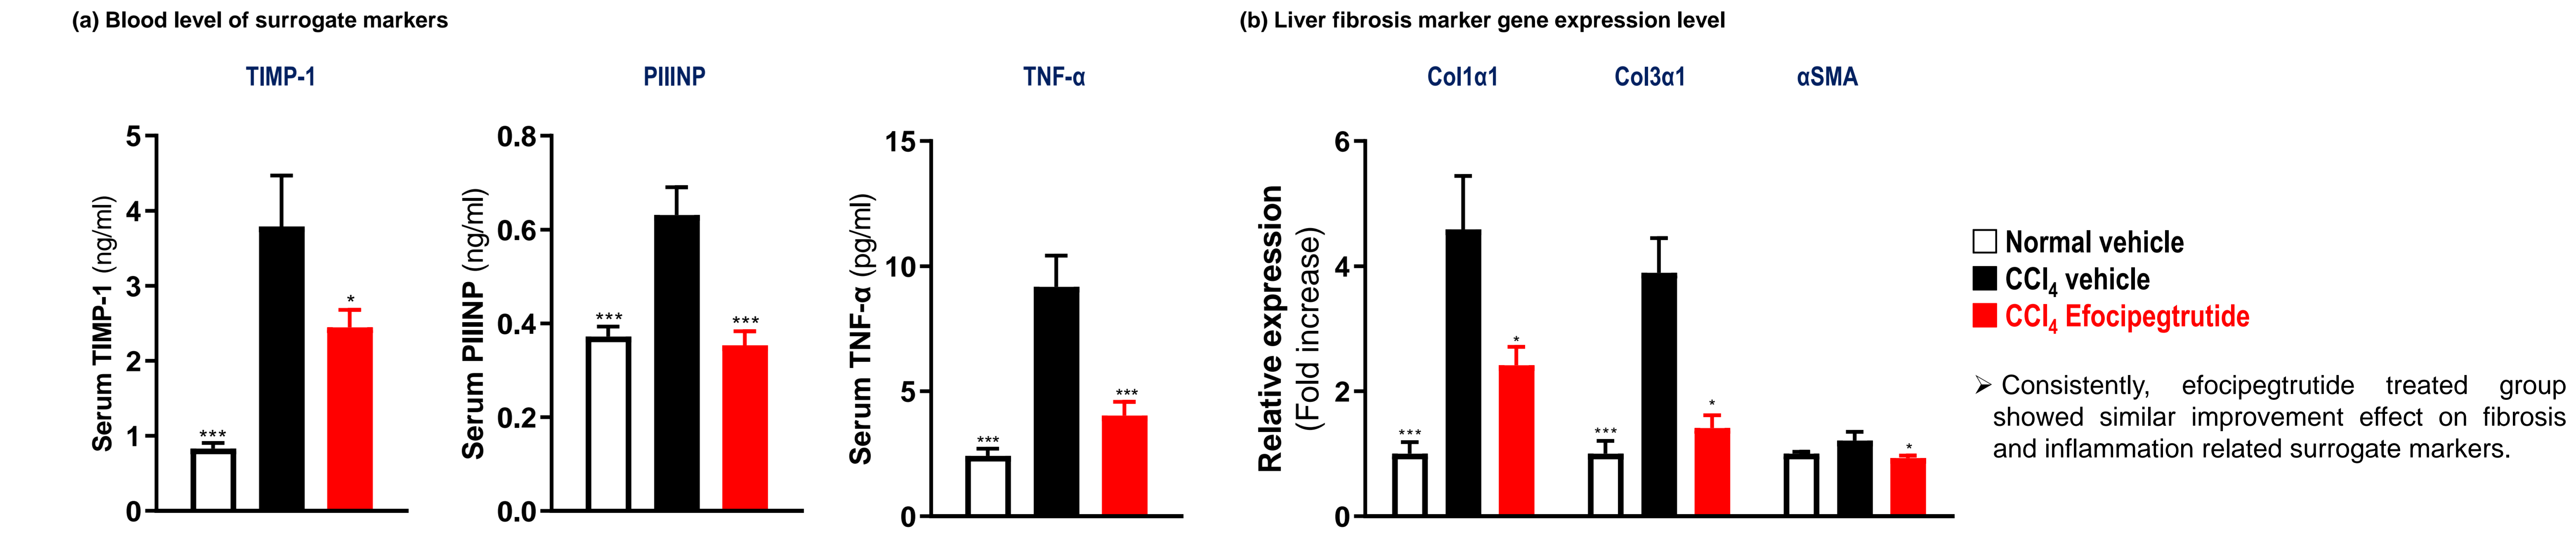 (a) Blood level of surrogate markers
TIMP-1
PIIINP
TNF-α
Serum TIMP-1 (ng/ml)
5
4
3
2
1
0
***
*
Serum PIIINP (ng/ml)
0.8
0.6
0.4
0.2
0.0
***
***
Serum TNF-α (pg/ml)
15
10
5
0
***
***
(b) Liver fibrosis marker gene expression level
Col1α1
Col3α1
αSMA
Relative expression
(Fold increase)
6
4
2
0
***
*
***
*
*
Normal vehicle
CCl4 vehicle
CCl4 Efocipegtrutide
➢ Consistently, efocipegtrutide treated group
showed similar improvement effect on fibrosis
and inflammation related surrogate markers.